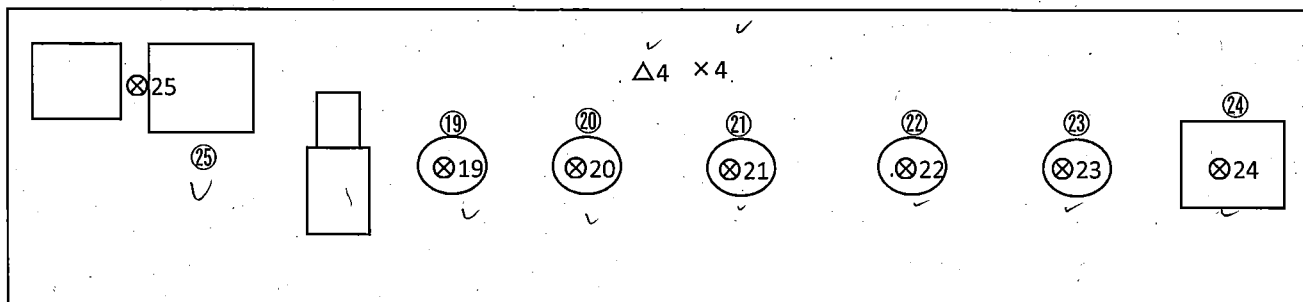 △4 ×4
⊗25
⑲ ⑳ ㉑ ㉒ ㉓ ㉔
㉕
⊗19 ⊗20 ⊗21 ⊗22 ⊗23 ⊗24